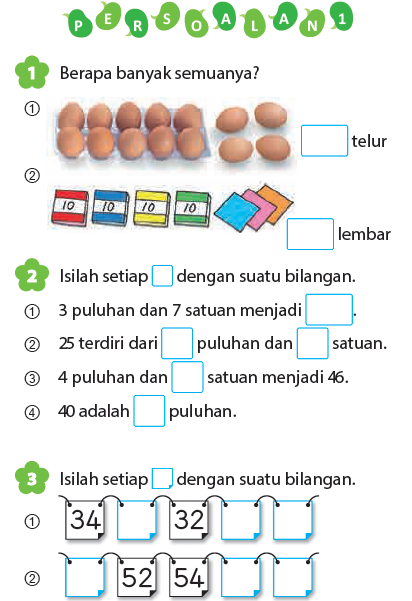 PERSOALAN 1
1 Berapa banyak semuanya?
①
telur
②
10 10 10 10
lembar
2 Isilah setiap dengan suatu bilangan.
① 3 puluhan dan 7 satuan menjadi .
② 25 terdiri dari puluhan dan satuan.
③ 4 puluhan dan satuan menjadi 46.
④ 40 adalah puluhan.
3 Isilah setiap dengan suatu bilangan.
① 34 32
② 52 54